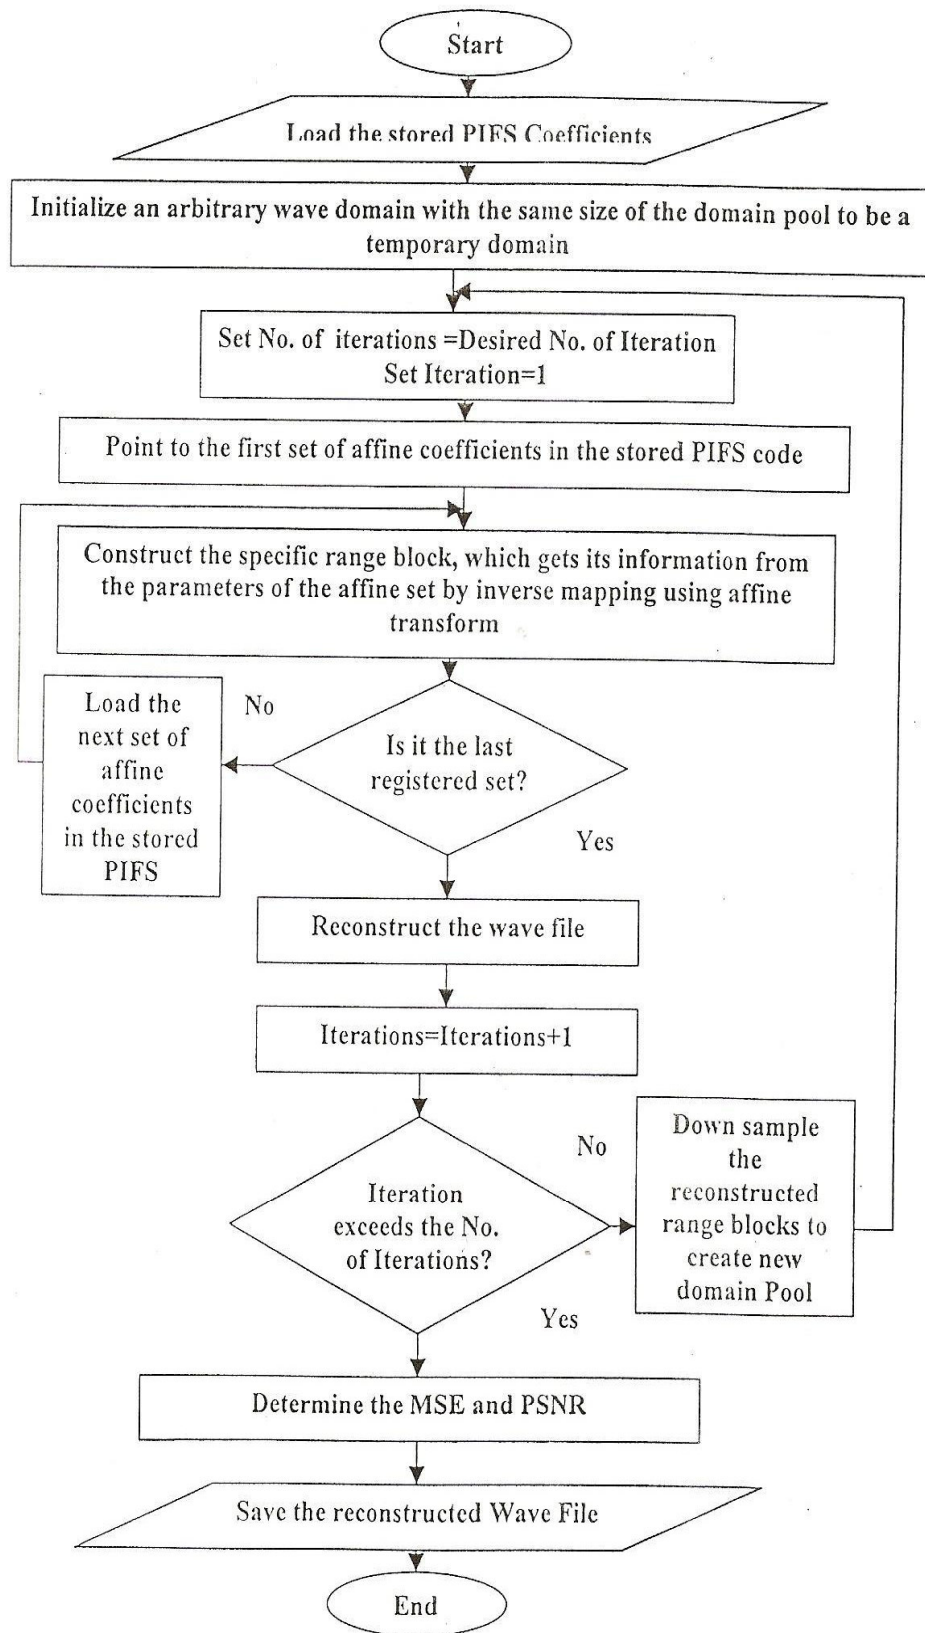 Start
Load the stored PIFS Coefficients
Initialize an arbitrary wave domain with the same size of the domain pool to be a
temporary domain
Set No. of iterations =Desired No. of Iteration
Set Iteration=1
Point to the first set of affine coefficients in the stored PIFS code
Construct the specific range block, which gets its information from
the parameters of the affine set by inverse mapping using affine
transform
Load the
next set of
affine
coefficients
in the stored
PIFS
No
Is it the last
registered set?
Yes
Reconstruct the wave file
Iterations=Iterations+1
Iteration
exceeds the No.
of Iterations?
No
Down sample
the
reconstructed
range blocks to
create new
domain Pool
Yes
Determine the MSE and PSNR
Save the reconstructed Wave File
End